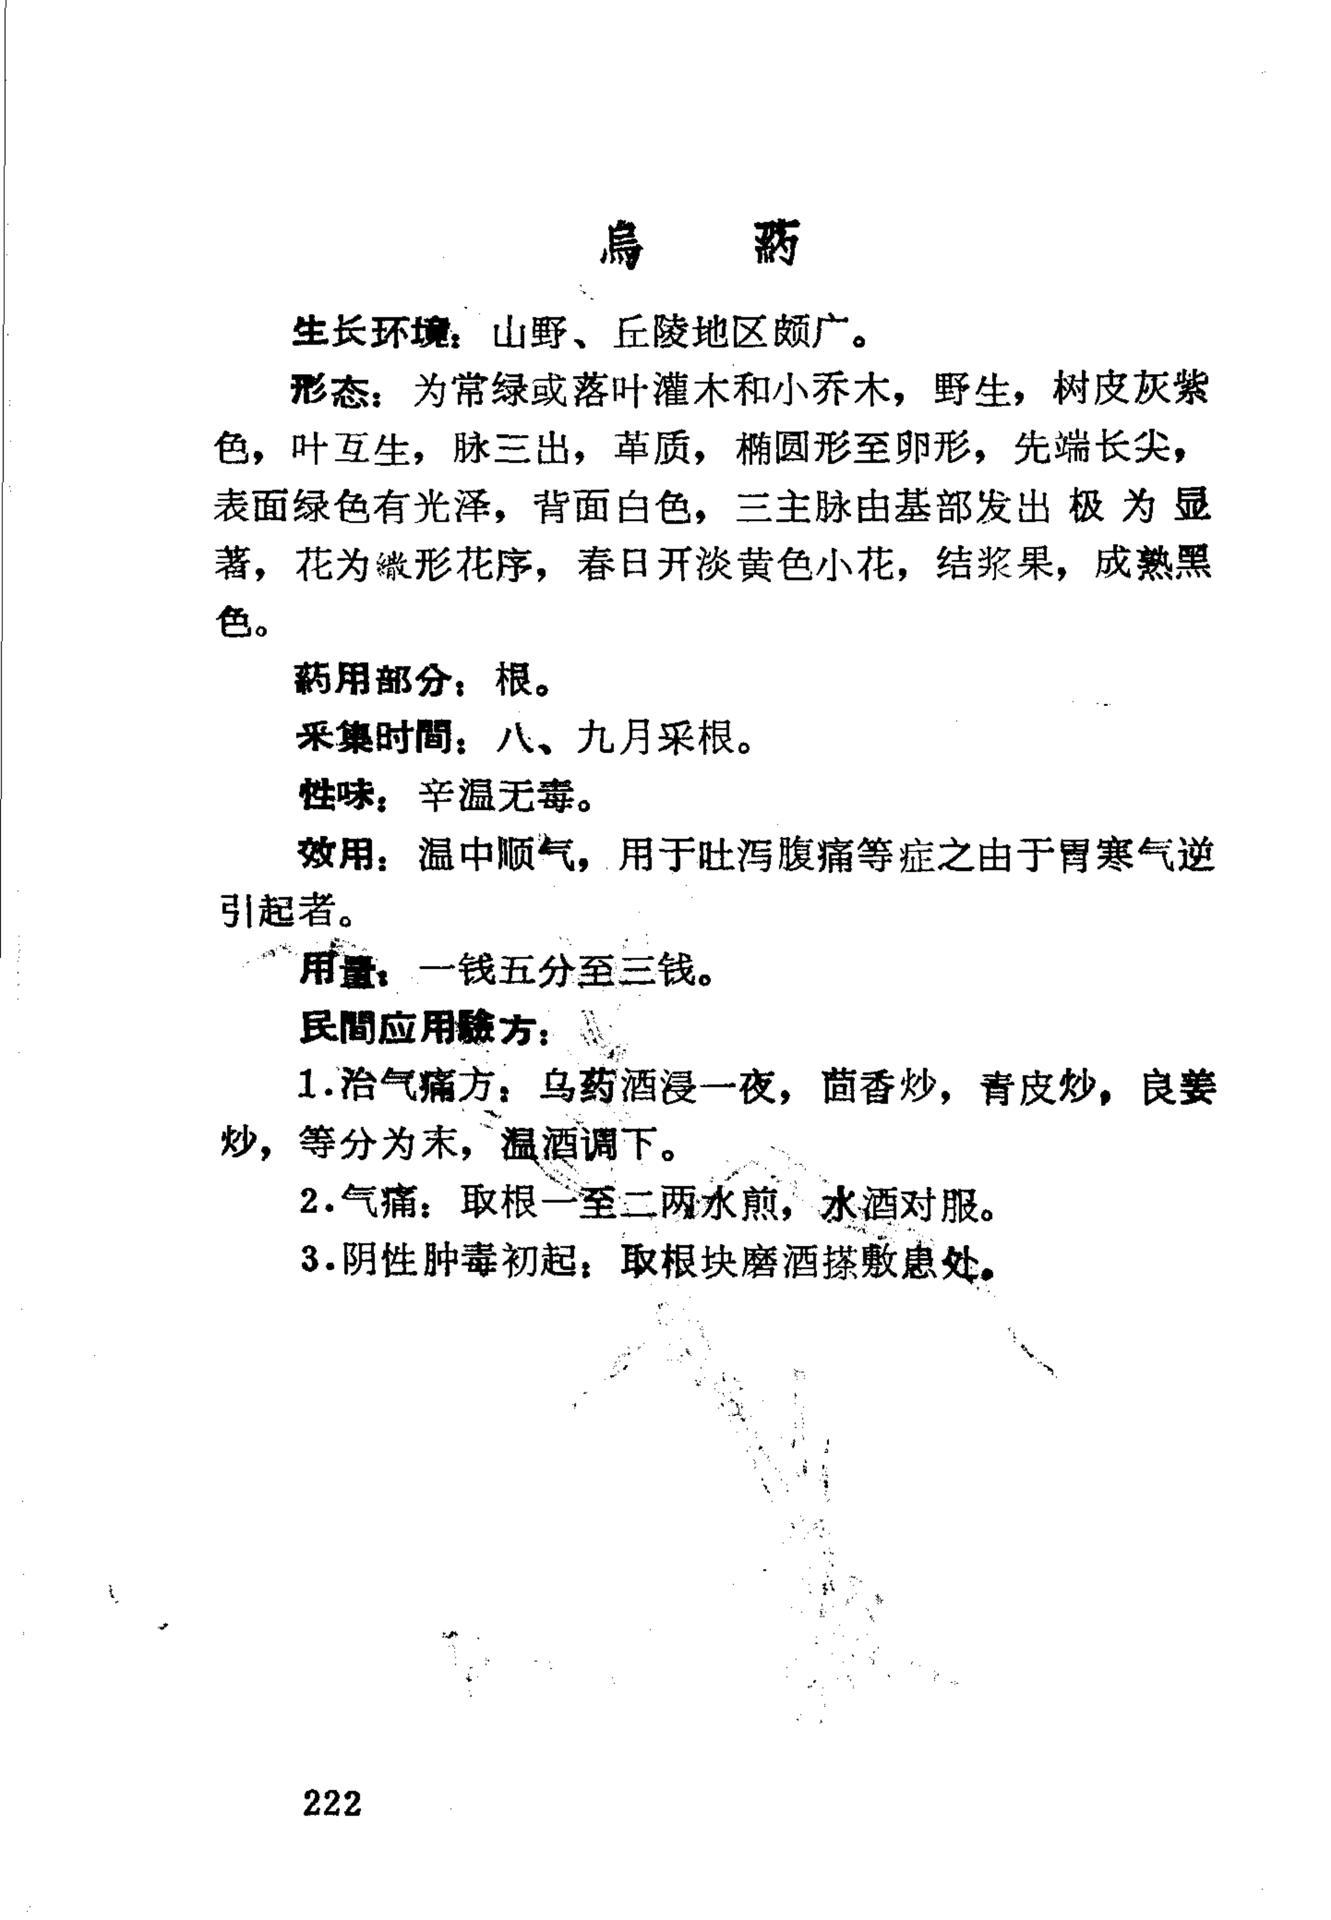 烏 葯
生长环境：山野、丘陵地区颇广。
形态：为常绿或落叶灌木和小乔木，野生，树皮灰紫
色，叶互生，脉三出，革质，椭圆形至卵形，先端长尖，
表面绿色有光泽，背面白色，三主脉由基部发出极为显
著，花为繖形花序，春日开淡黄色小花，结浆果，成熟黑
色。
葯用部分：根。
采集时間：八、九月采根。
性味：辛温无毒。
效用：温中顺气，用于吐泻腹痛等症之由于胃寒气逆
引起者。
用量：一钱五分至三钱。
民間应用驗方：
1.治气痛方：乌药酒浸一夜，茴香炒，青皮炒，良姜
炒，等分为末，温酒调下。
2.气痛：取根一至二两水煎，水酒对服。
3.阴性肿毒初起：取根块磨酒搽敷患处。
222